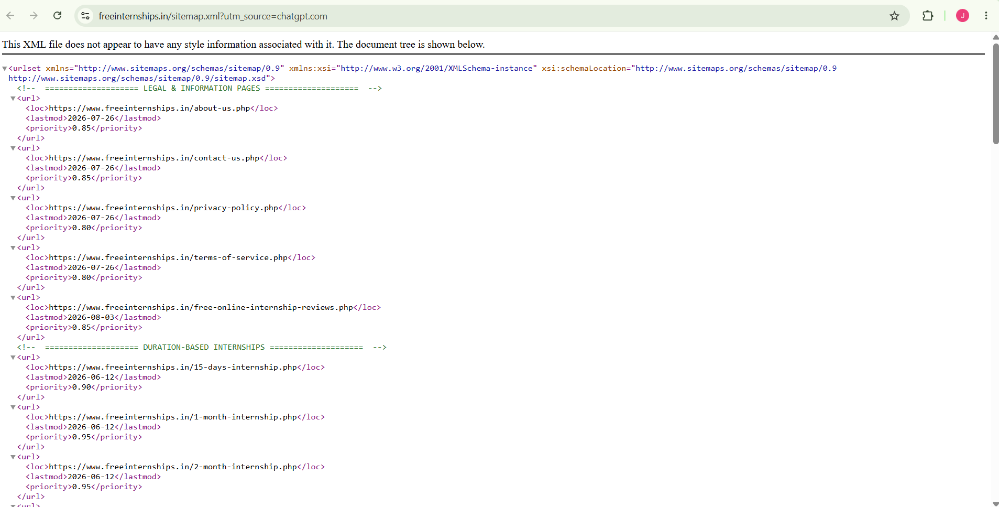 freeinternships.in/sitemap.xml?utm_source=chatgpt.com
J
This XML file does not appear to have any style information associated with it. The document tree is shown below.
▼<urlset xmlns="http://www.sitemaps.org/schemas/sitemap/0.9" xmlns:xsi="http://www.w3.org/2001/XMLSchema-instance" xsi:schemaLocation="http://www.sitemaps.org/schemas/sitemap/0.9
http://www.sitemaps.org/schemas/sitemap/0.9/sitemap.xsd">
<!-- ==================== LEGAL & INFORMATION PAGES ==================== -->
▼<url>
<loc>https://www.freeinternships.in/about-us.php</loc>
<lastmod>2026-07-26</lastmod>
<priority>0.85</priority>
</url>
▼<url>
<loc>https://www.freeinternships.in/contact-us.php</loc>
<lastmod>2026-07-26</lastmod>
<priority>0.85</priority>
</url>
▼<url>
<loc>https://www.freeinternships.in/privacy-policy.php</loc>
<lastmod>2026-07-26</lastmod>
<priority>0.80</priority>
</url>
▼<url>
<loc>https://www.freeinternships.in/terms-of-service.php</loc>
<lastmod>2026-07-26</lastmod>
<priority>0.80</priority>
</url>
▼<url>
<loc>https://www.freeinternships.in/free-online-internship-reviews.php</loc>
<lastmod>2026-08-03</lastmod>
<priority>0.85</priority>
</url>
<!-- ==================== DURATION-BASED INTERNSHIPS ==================== -->
▼<url>
<loc>https://www.freeinternships.in/15-days-internship.php</loc>
<lastmod>2026-06-12</lastmod>
<priority>0.90</priority>
</url>
▼<url>
<loc>https://www.freeinternships.in/1-month-internship.php</loc>
<lastmod>2026-06-12</lastmod>
<priority>0.95</priority>
</url>
▼<url>
<loc>https://www.freeinternships.in/2-month-internship.php</loc>
<lastmod>2026-06-12</lastmod>
<priority>0.95</priority>
</url>
▼<url>